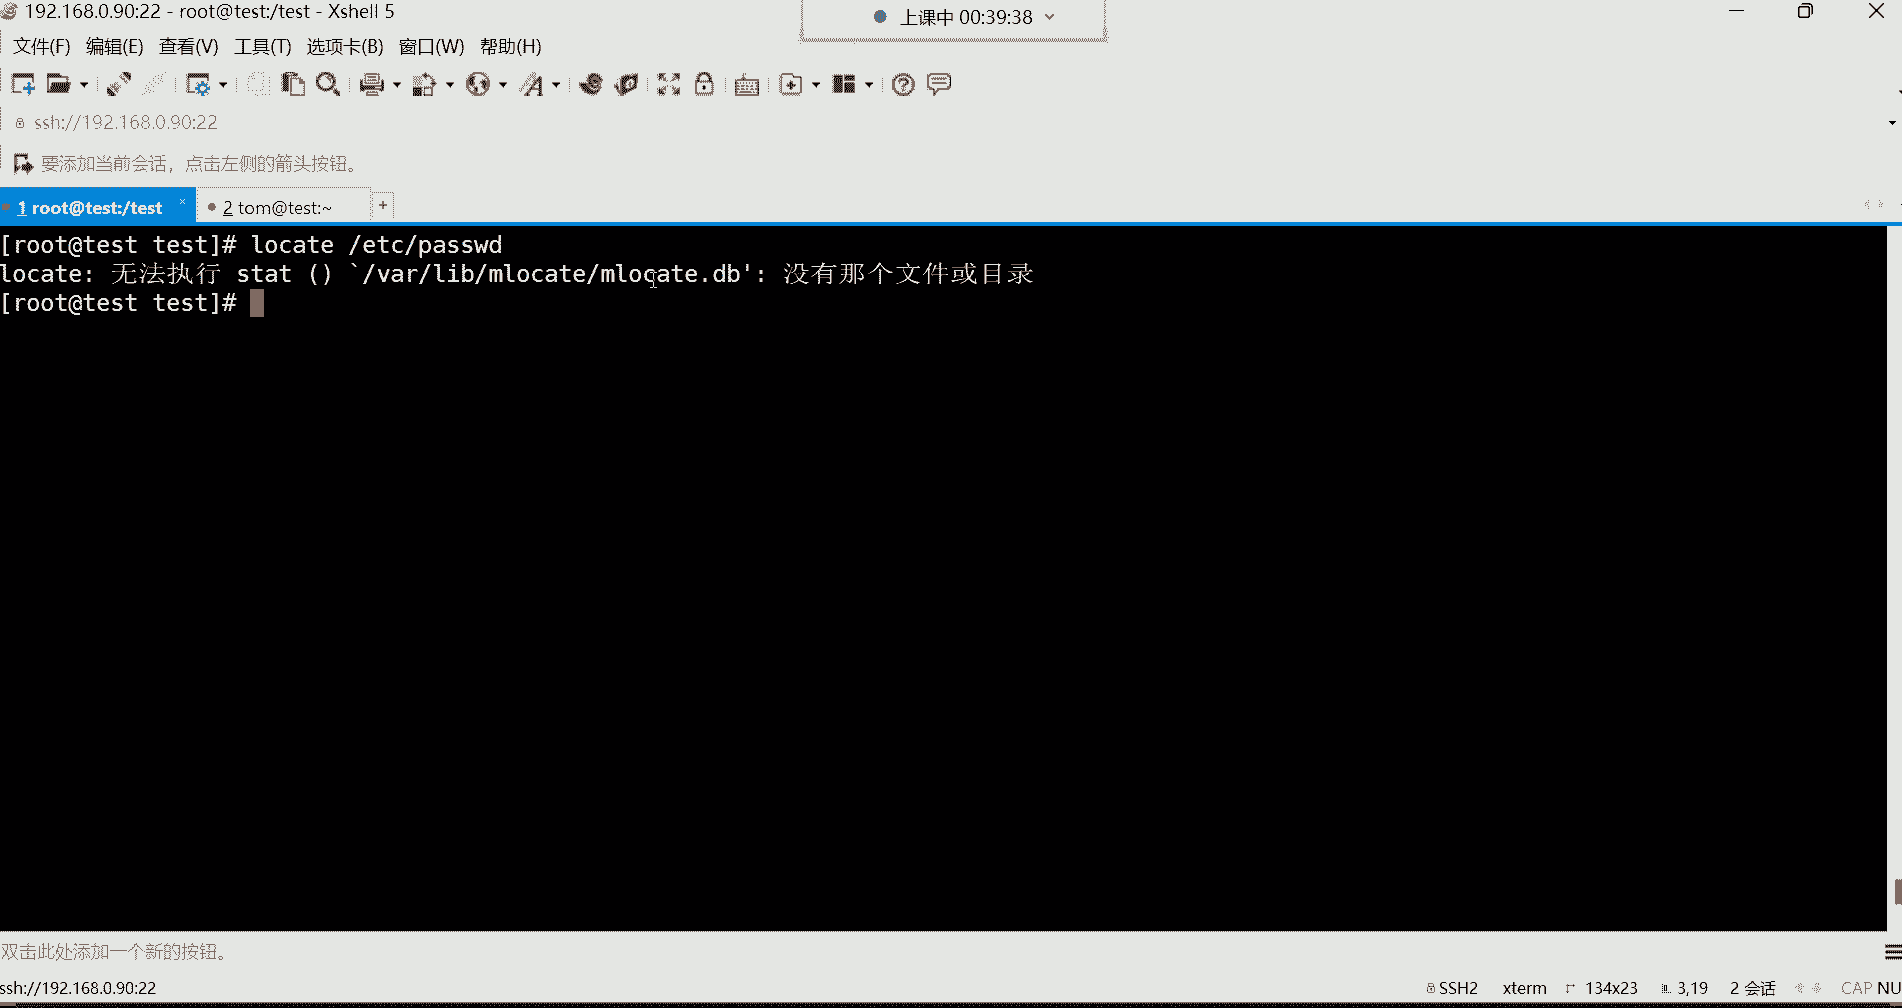 192.168.0.90:22 - root@test:/test - Xshell 5
上课中 00:39:38
文件(F) 编辑(E) 查看(V) 工具(T) 选项卡(B) 窗口(W) 帮助(H)
ssh://192.168.0.90:22
要添加当前会话，点击左侧的箭头按钮。
1 root@test:/test × 2 tom@test:~ +
[root@test test]# locate /etc/passwd
locate: 无法执行 stat () `/var/lib/mlocate/mlocate.db': 没有那个文件或目录
[root@test test]#
双击此处添加一个新的按钮。
ssh://192.168.0.90:22 SSH2 xterm 134x23 3,19 2 会话 CAP NU